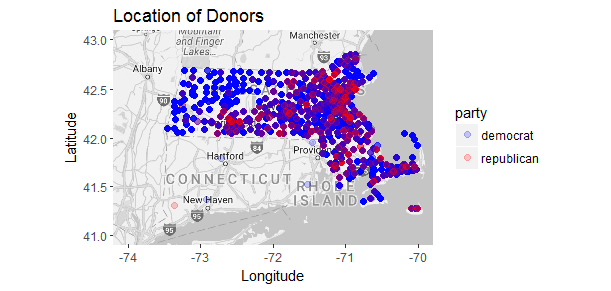 Location of Donors
Latitude
43.0
42.5
42.0
41.5
41.0
Mountain
and Finger
Lakes...
Manchester
Albany
90
84
Hartford
CONNECTICUT
RHODE
ISLAND
New Haven
95
95
-74
-73
-72
-71
-70
Longitude
party
democrat
republican